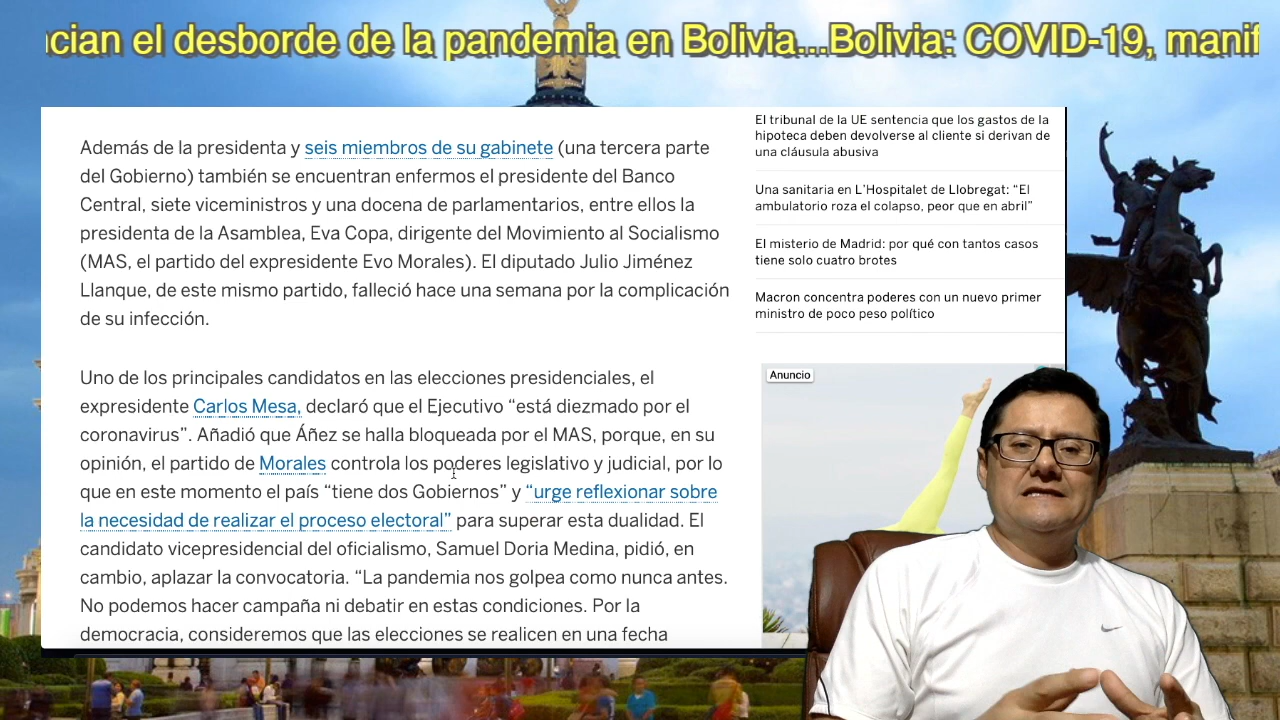 cian el desborde de la pandemia en Bolivia...Bolivia: COVID-19, manif
Además de la presidenta y seis miembros de su gabinete (una tercera parte
del Gobierno) también se encuentran enfermos el presidente del Banco
Central, siete viceministros y una docena de parlamentarios, entre ellos la
presidenta de la Asamblea, Eva Copa, dirigente del Movimiento al Socialismo
(MAS, el partido del expresidente Evo Morales). El diputado Julio Jiménez
Llanque, de este mismo partido, falleció hace una semana por la complicación
de su infección.
Uno de los principales candidatos en las elecciones presidenciales, el
expresidente Carlos Mesa, declaró que el Ejecutivo “está diezmado por el
coronavirus”. Añadió que Áñez se halla bloqueada por el MAS, porque, en su
opinión, el partido de Morales controla los poderes legislativo y judicial, por lo
que en este momento el país “tiene dos Gobiernos” y “urge reflexionar sobre
la necesidad de realizar el proceso electoral” para superar esta dualidad. El
candidato vicepresidencial del oficialismo, Samuel Doria Medina, pidió, en
cambio, aplazar la convocatoria. “La pandemia nos golpea como nunca antes.
No podemos hacer campaña ni debatir en estas condiciones. Por la
democracia, consideremos que las elecciones se realicen en una fecha
El tribunal de la UE sentencia que los gastos de la
hipoteca deben devolverse al cliente si derivan de
una cláusula abusiva
Una sanitaria en L’Hospitalet de Llobregat: “El
ambulatorio roza el colapso, peor que en abril”
El misterio de Madrid: por qué con tantos casos
tiene solo cuatro brotes
Macron concentra poderes con un nuevo primer
ministro de poco peso político
Anuncio